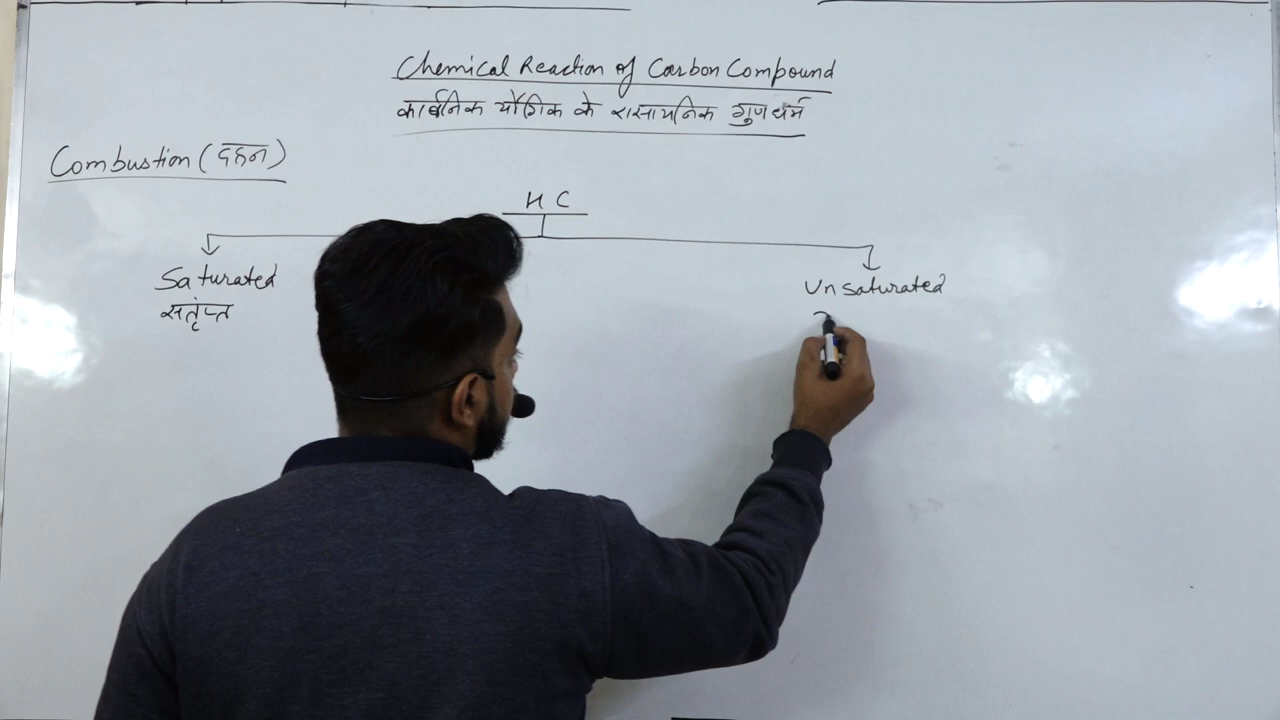 Chemical Reaction of Carbon Compound
कार्बनिक यौगिक के रासायनिक गुणधर्म
Combustion (दहन)
H C
Saturated
Unsaturated
संतृप्त